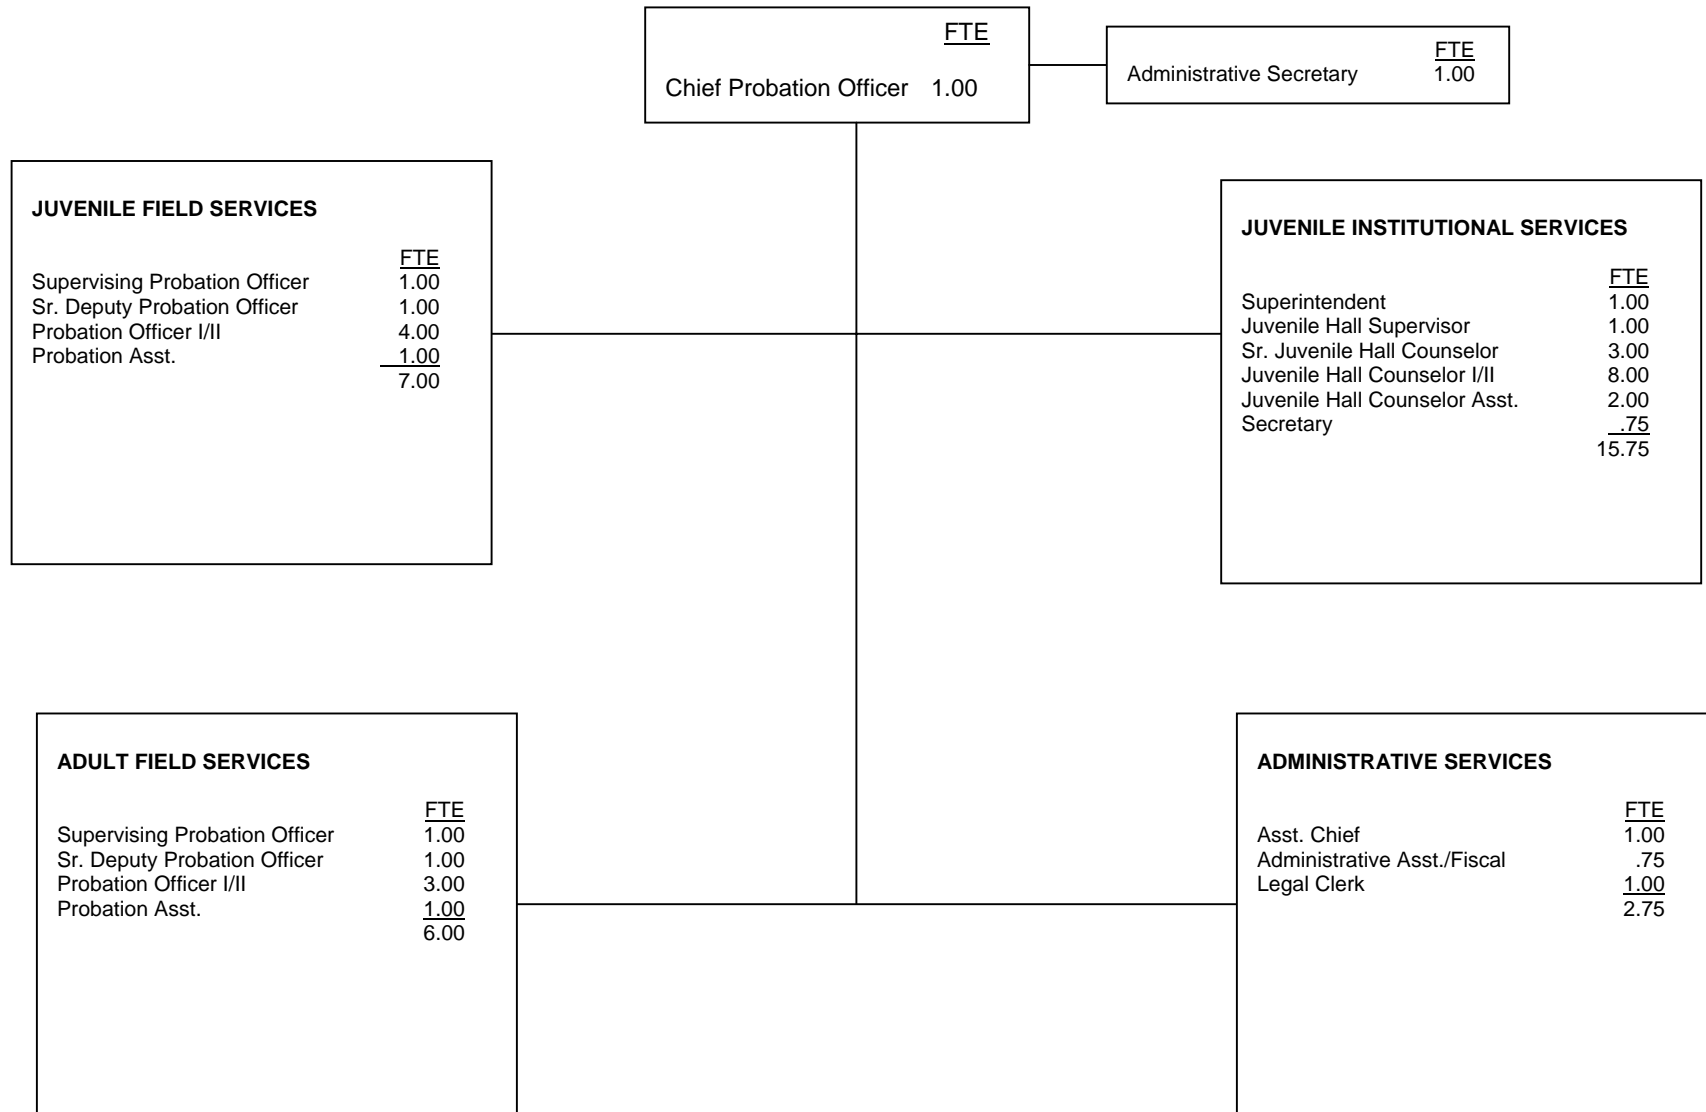 FTE
Chief Probation Officer 1.00
FTE
Administrative Secretary 1.00
JUVENILE FIELD SERVICES
FTE
Supervising Probation Officer 1.00
Sr. Deputy Probation Officer 1.00
Probation Officer I/II 4.00
Probation Asst. 1.00
7.00
JUVENILE INSTITUTIONAL SERVICES
FTE
Superintendent 1.00
Juvenile Hall Supervisor 1.00
Sr. Juvenile Hall Counselor 3.00
Juvenile Hall Counselor I/II 8.00
Juvenile Hall Counselor Asst. 2.00
Secretary .75
15.75
ADULT FIELD SERVICES
FTE
Supervising Probation Officer 1.00
Sr. Deputy Probation Officer 1.00
Probation Officer I/II 3.00
Probation Asst. 1.00
6.00
ADMINISTRATIVE SERVICES
FTE
Asst. Chief 1.00
Administrative Asst./Fiscal .75
Legal Clerk 1.00
2.75